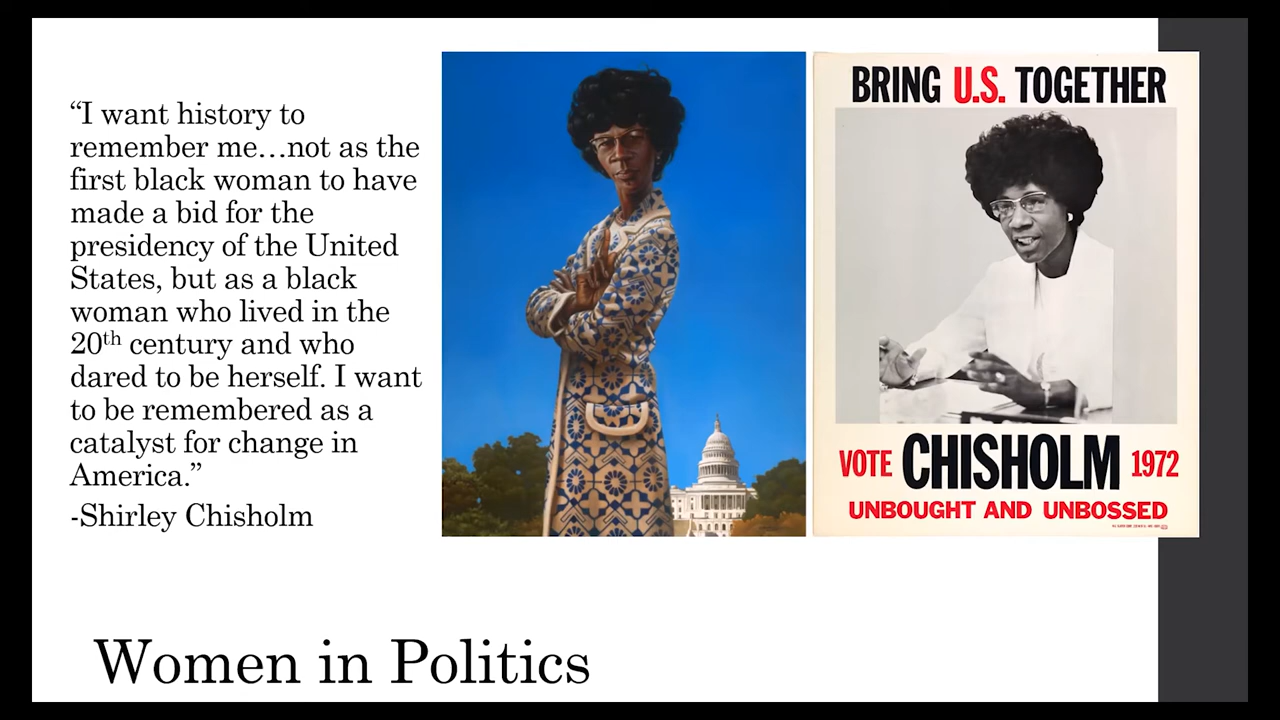 “I want history to
remember me…not as the
first black woman to have
made a bid for the
presidency of the United
States, but as a black
woman who lived in the
20th century and who
dared to be herself. I want
to be remembered as a
catalyst for change in
America.”
-Shirley Chisholm
BRING U.S. TOGETHER
VOTE CHISHOLM 1972
UNBOUGHT AND UNBOSSED
Women in Politics